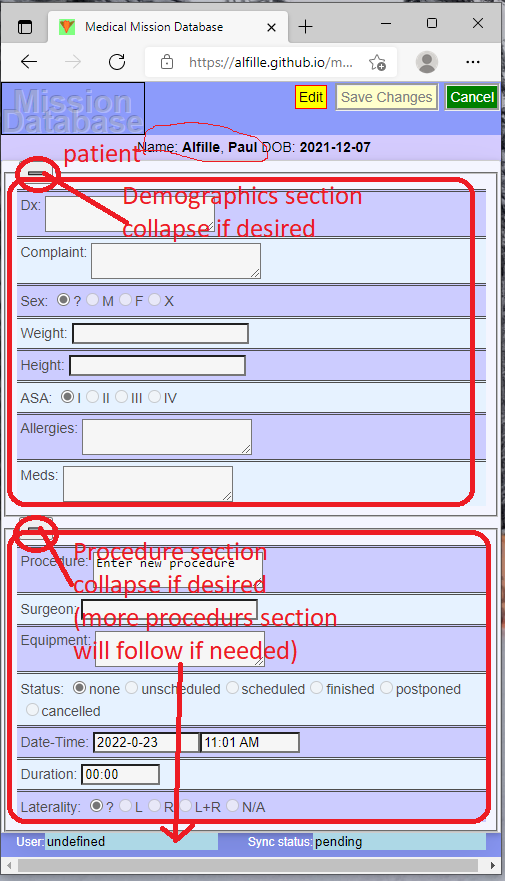 Medical Mission Database
https://alfille.github.io/m...
Mission
Database
Edit
Save Changes
Cancel
Name: Alfille, Paul DOB: 2021-12-07
patient
Demographics section
collapse if desired
Dx:
Complaint:
Sex: ? M F X
Weight:
Height:
ASA: I II III IV
Allergies:
Meds:
Procedure section
collapse if desired
(more procedurs section
will follow if needed)
Procedure: Enter new procedure
Surgeon:
Equipment:
Status: none unscheduled scheduled finished postponed
cancelled
Date-Time: 2022-0-23 11:01 AM
Duration: 00:00
Laterality: ? L R L+R N/A
User: undefined Sync status: pending